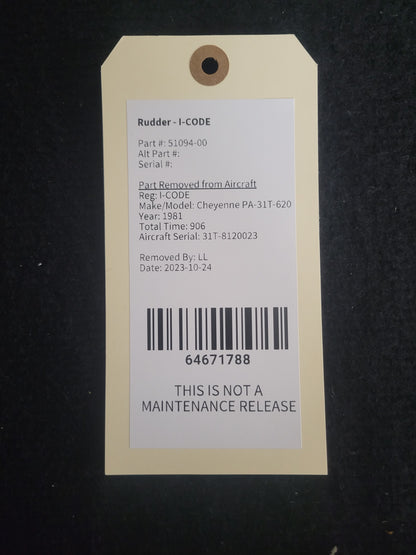 Rudder - I-CODE
Part #: 51094-00
Alt Part #:
Serial #:
Part Removed from Aircraft
Reg: I-CODE
Make/Model: Cheyenne PA-31T-620
Year: 1981
Total Time: 906
Aircraft Serial: 31T-8120023
Removed By: LL
Date: 2023-10-24
64671788
THIS IS NOT A
MAINTENANCE RELEASE